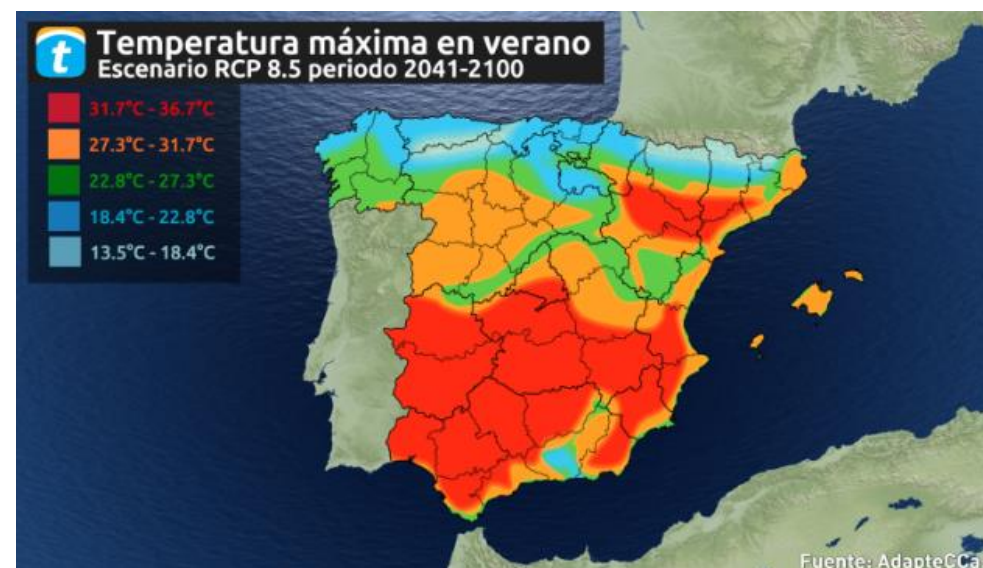 t
Temperatura máxima en verano
Escenario RCP 8.5 periodo 2041-2100
31.7°C - 36.7°C
27.3°C - 31.7°C
22.8°C - 27.3°C
18.4°C - 22.8°C
13.5°C - 18.4°C
Fuente: AdapteCCa